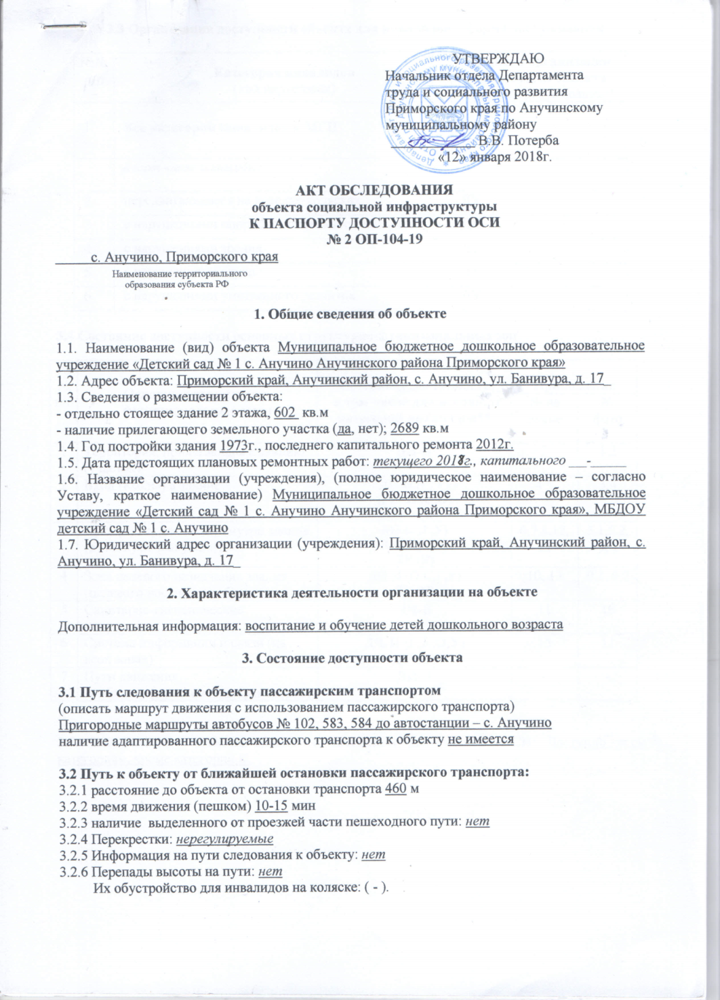 УТВЕРЖДАЮ
Начальник отдела Департамента
труда и социального развития
Приморского края по Анучинскому
муниципальному району
____________ В.В. Потерба
«12» января 2018г.
АКТ ОБСЛЕДОВАНИЯ
объекта социальной инфраструктуры
К ПАСПОРТУ ДОСТУПНОСТИ ОСИ
№ 2 ОП-104-19
с. Анучино, Приморского края
Наименование территориального
образования субъекта РФ
1. Общие сведения об объекте
1.1. Наименование (вид) объекта Муниципальное бюджетное дошкольное образовательное
учреждение «Детский сад № 1 с. Анучино Анучинского района Приморского края»
1.2. Адрес объекта: Приморский край, Анучинский район, с. Анучино, ул. Банивура, д. 17_
1.3. Сведения о размещении объекта:
- отдельно стоящее здание 2 этажа, 602 кв.м
- наличие прилегающего земельного участка (да, нет); 2689 кв.м
1.4. Год постройки здания 1973г., последнего капитального ремонта 2012г.
1.5. Дата предстоящих плановых ремонтных работ: текущего 2018г., капитального ___-_____
1.6. Название организации (учреждения), (полное юридическое наименование – согласно
Уставу, краткое наименование) Муниципальное бюджетное дошкольное образовательное
учреждение «Детский сад № 1 с. Анучино Анучинского района Приморского края», МБДОУ
детский сад № 1 с. Анучино
1.7. Юридический адрес организации (учреждения): Приморский край, Анучинский район, с.
Анучино, ул. Банивура, д. 17_
2. Характеристика деятельности организации на объекте
Дополнительная информация: воспитание и обучение детей дошкольного возраста
3. Состояние доступности объекта
3.1 Путь следования к объекту пассажирским транспортом
(описать маршрут движения с использованием пассажирского транспорта)
Пригородные маршруты автобусов № 102, 583, 584 до автостанции – с. Анучино
наличие адаптированного пассажирского транспорта к объекту не имеется
3.2 Путь к объекту от ближайшей остановки пассажирского транспорта:
3.2.1 расстояние до объекта от остановки транспорта 460 м
3.2.2 время движения (пешком) 10-15 мин
3.2.3 наличие выделенного от проезжей части пешеходного пути: нет
3.2.4 Перекрестки: нерегулируемые
3.2.5 Информация на пути следования к объекту: нет
3.2.6 Перепады высоты на пути: нет
Их обустройство для инвалидов на коляске: ( - ).